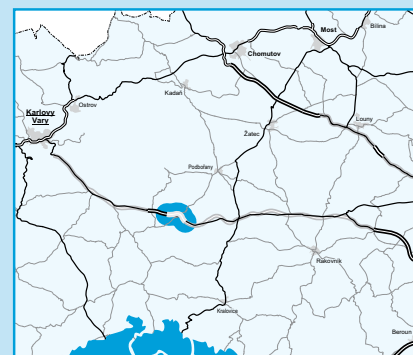 Bílina
Most
Chomutov
Kadaň
Ostrov
Karlovy
Vary
Louny
Žatec
Podbořany
Rakovník
Kralovice
Beroun